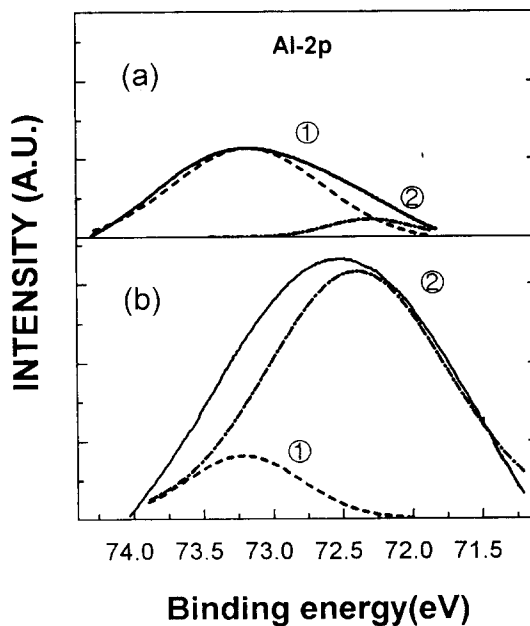 Al-2p
(a)
①
②
INTENSITY (A.U.)
(b)
②
①
74.0 73.5 73.0 72.5 72.0 71.5
Binding energy(eV)